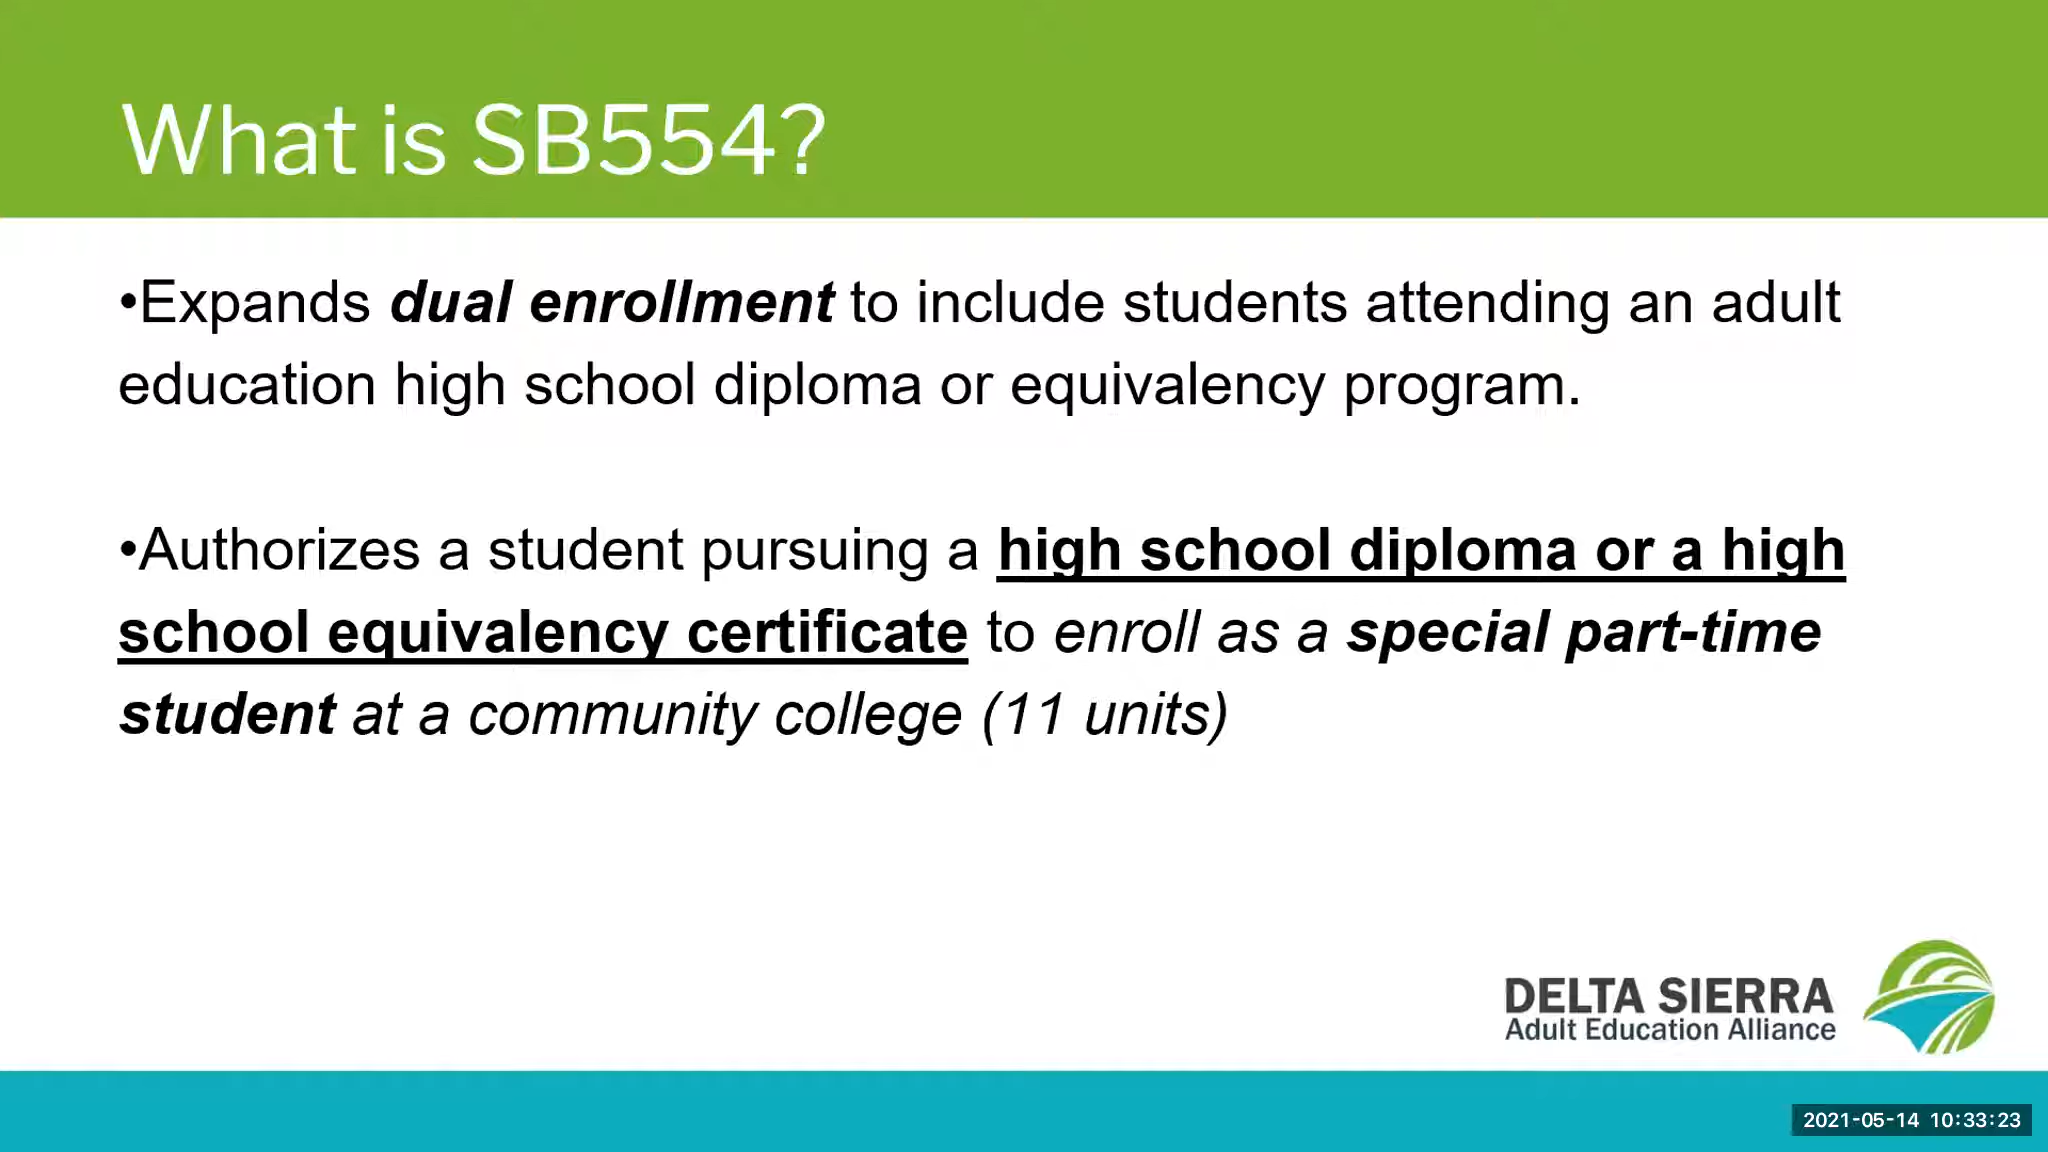 What is SB554?
•Expands dual enrollment to include students attending an adult
education high school diploma or equivalency program.
•Authorizes a student pursuing a high school diploma or a high
school equivalency certificate to enroll as a special part-time
student at a community college (11 units)
DELTA SIERRA
Adult Education Alliance
2021-05-14 10:33:23